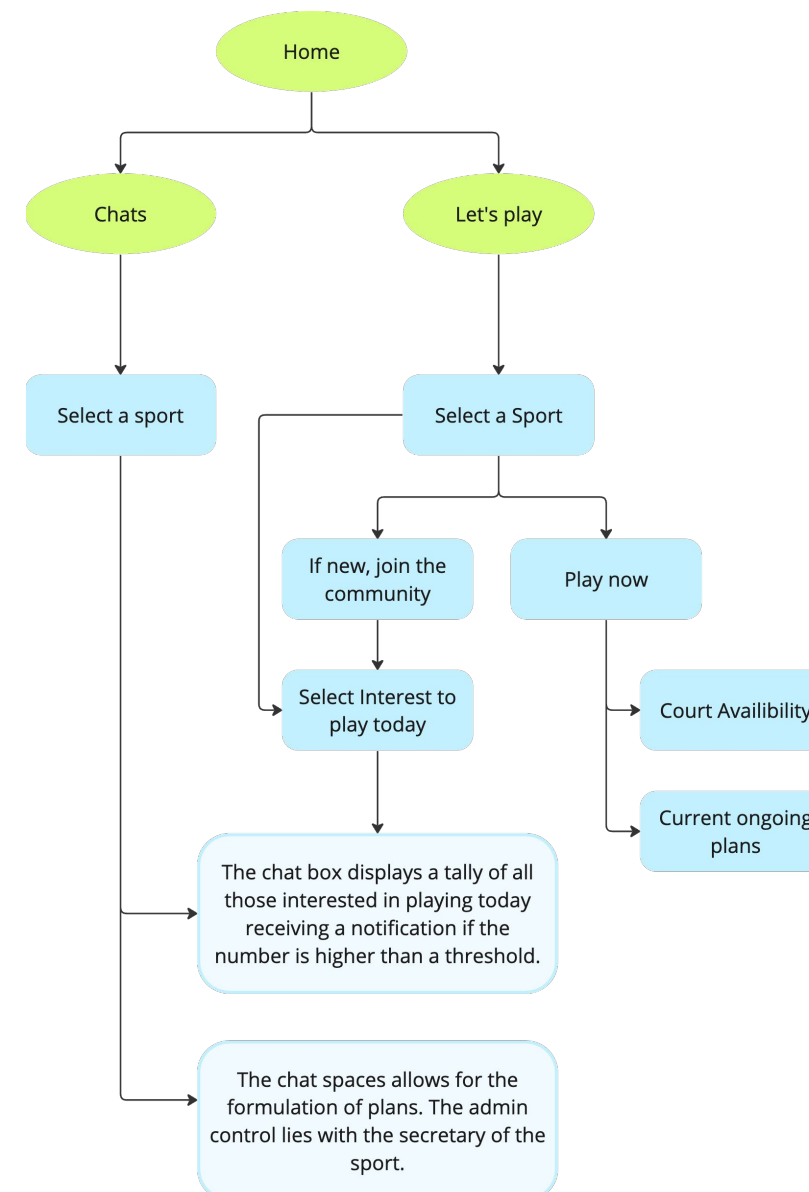 Home
Chats
Let's play
Select a sport
Select a Sport
If new, join the
community
Play now
Select Interest to
play today
Court Availibility
Current ongoing
plans
The chat box displays a tally of all
those interested in playing today
receiving a notification if the
number is higher than a threshold.
The chat spaces allows for the
formulation of plans. The admin
control lies with the secretary of the
sport.